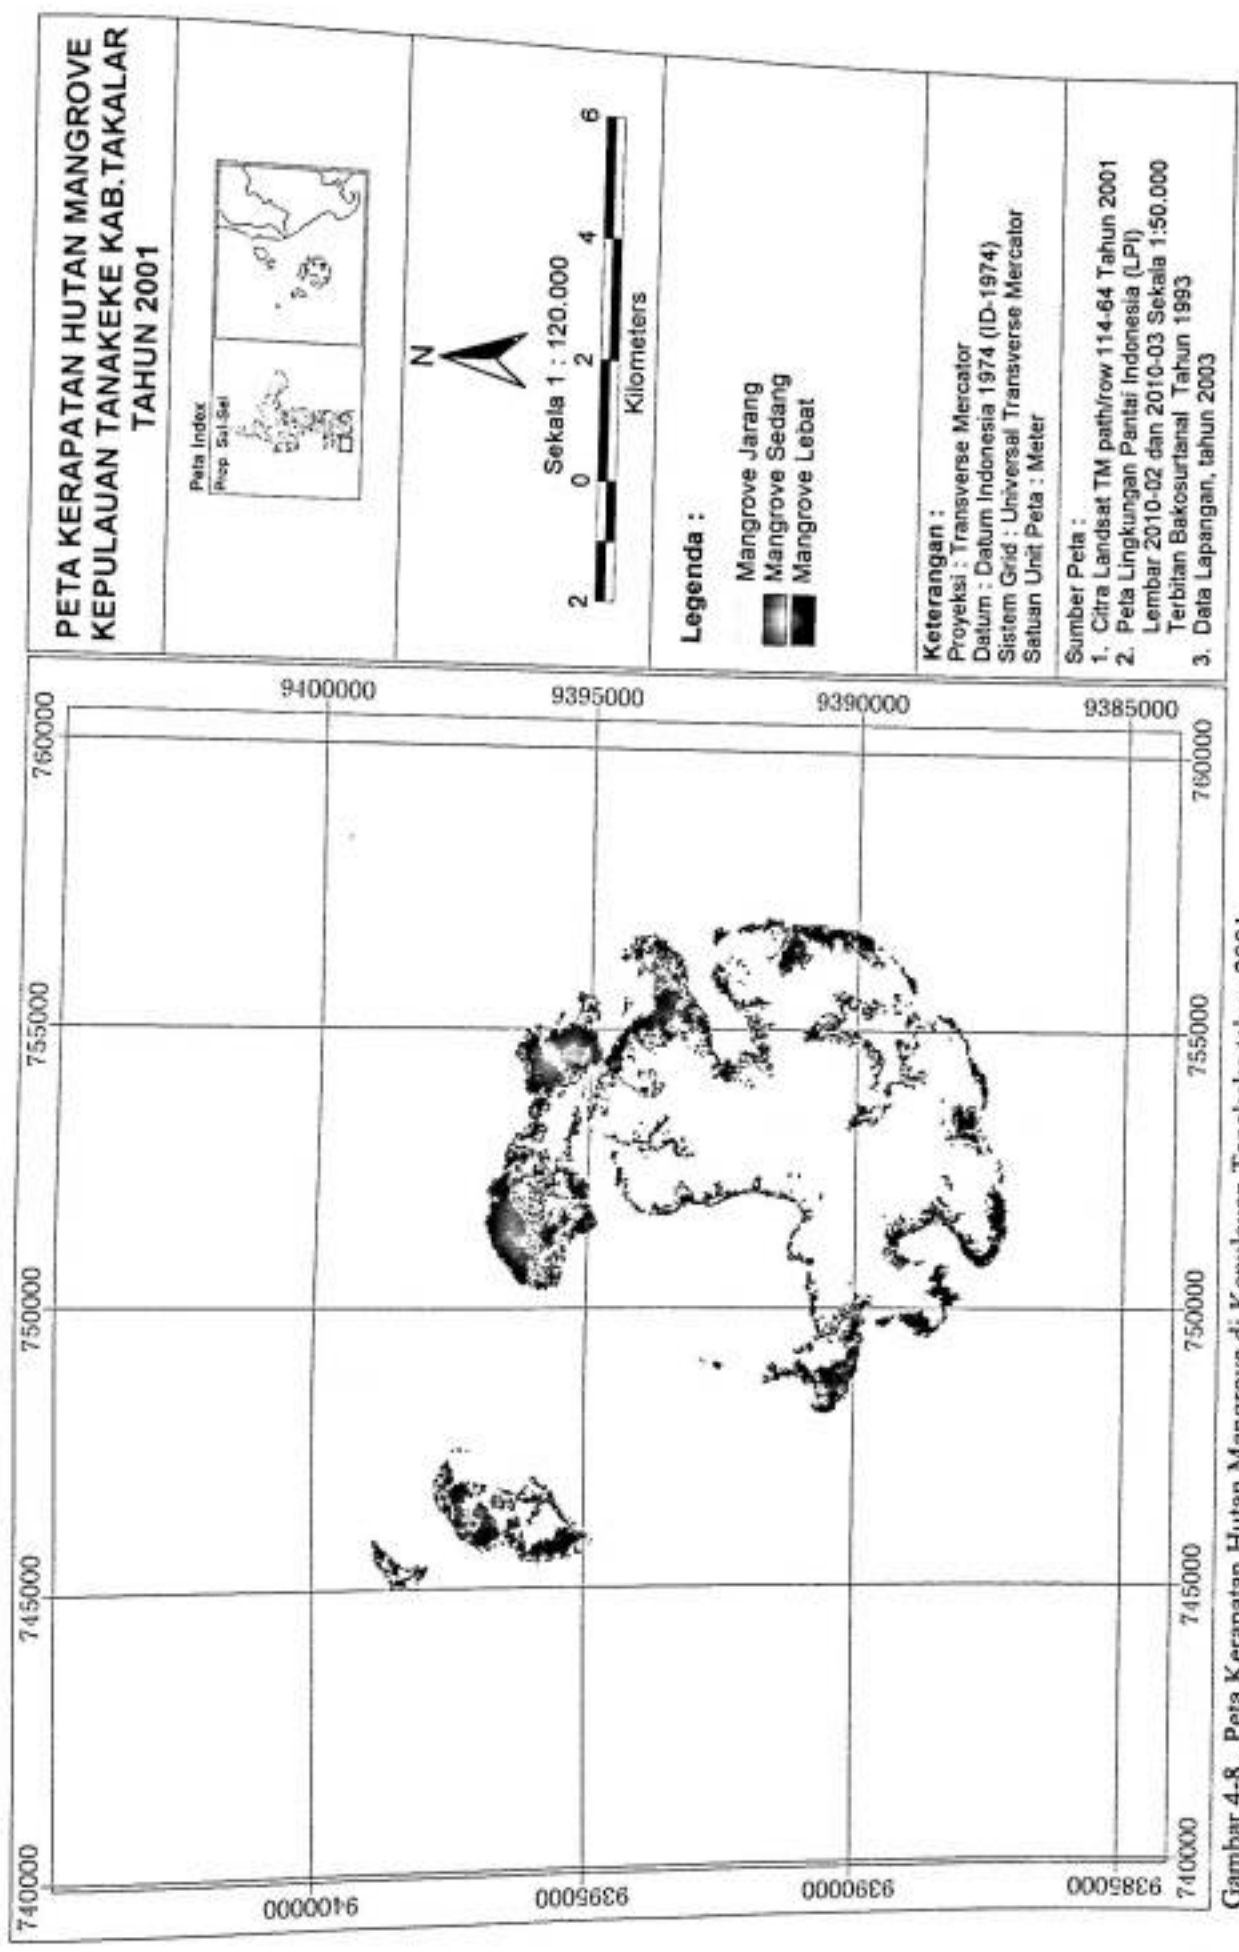 PETA KERAPATAN HUTAN MANGROVE
KEPULAUAN TANAKEKE KAB.TAKALAR
TAHUN 2001
Peta Index
Prop. Sul-Sel
N
Sekala 1 : 120.000
2 0 2 4 6
Kilometers
Legenda :
Mangrove Jarang
Mangrove Sedang
Mangrove Lebat
Keterangan :
Proyeksi : Transverse Mercator
Datum : Datum Indonesia 1974 (ID-1974)
Sistem Grid : Universal Transverse Mercator
Satuan Unit Peta : Meter
Sumber Peta :
1. Citra Landsat TM path/row 114-64 Tahun 2001
2. Peta Lingkungan Pantai Indonesia (LPI)
Lembar 2010-02 dan 2010-03 Sekala 1:50.000
Terbitan Bakosurtanal Tahun 1993
3. Data Lapangan, tahun 2003
740000 745000 750000 755000 760000
9400000 9400000
9395000 9395000
9390000 9390000
9385000 9385000
740000 745000 750000 755000 760000
Gambar 4-8 Peta Kerapatan Hutan Mangrove di Kepulauan